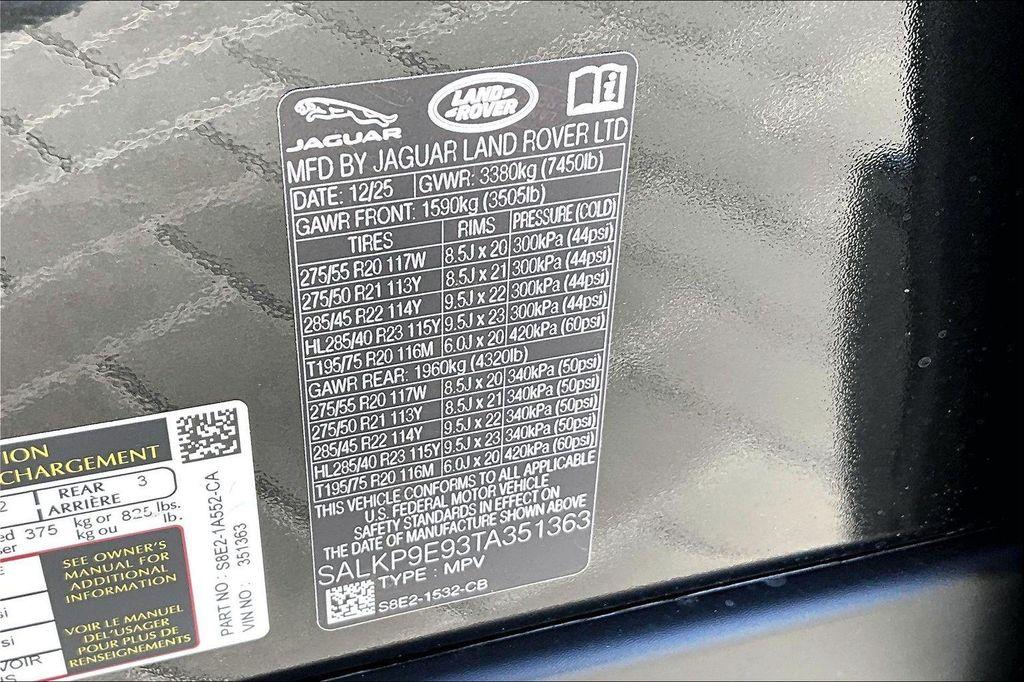 JAGUAR
LAND ROVER
MFD BY JAGUAR LAND ROVER LTD
DATE: 12/25 GVWR: 3380kg (7450lb)
GAWR FRONT: 1590kg (3505lb)
TIRES RIMS PRESSURE (COLD)
275/55 R20 117W 8.5J x 20 300kPa (44psi)
275/50 R21 113Y 8.5J x 21 300kPa (44psi)
285/45 R22 114Y 9.5J x 22 300kPa (44psi)
HL285/40 R23 115Y 9.5J x 23 300kPa (44psi)
T195/75 R20 116M 6.0J x 20 420kPa (60psi)
GAWR REAR: 1960kg (4320lb)
275/55 R20 117W 8.5J x 20 340kPa (50psi)
275/50 R21 113Y 8.5J x 21 340kPa (50psi)
285/45 R22 114Y 9.5J x 22 340kPa (50psi)
HL285/40 R23 115Y 9.5J x 23 340kPa (50psi)
T195/75 R20 116M 6.0J x 20 420kPa (60psi)
THIS VEHICLE CONFORMS TO ALL APPLICABLE
U.S. FEDERAL MOTOR VEHICLE
SAFETY STANDARDS IN EFFECT ON
THE DATE OF MANUFACTURE SHOWN ABOVE
SALKP9E93TA351363
TYPE: MPV
S8E2-1532-CB
ION
CHARGEMENT
2 REAR 3
ARRIÈRE
ed 375 kg or 825 lbs.
ser kg ou lb.
SEE OWNER'S
MANUAL FOR
ADDITIONAL
INFORMATION
VOIR LE MANUEL
DEL'USAGER
POUR PLUS DE
RENSEIGNEMENTS
PART NO: S8E2-1A552-CA
VIN NO: 351363